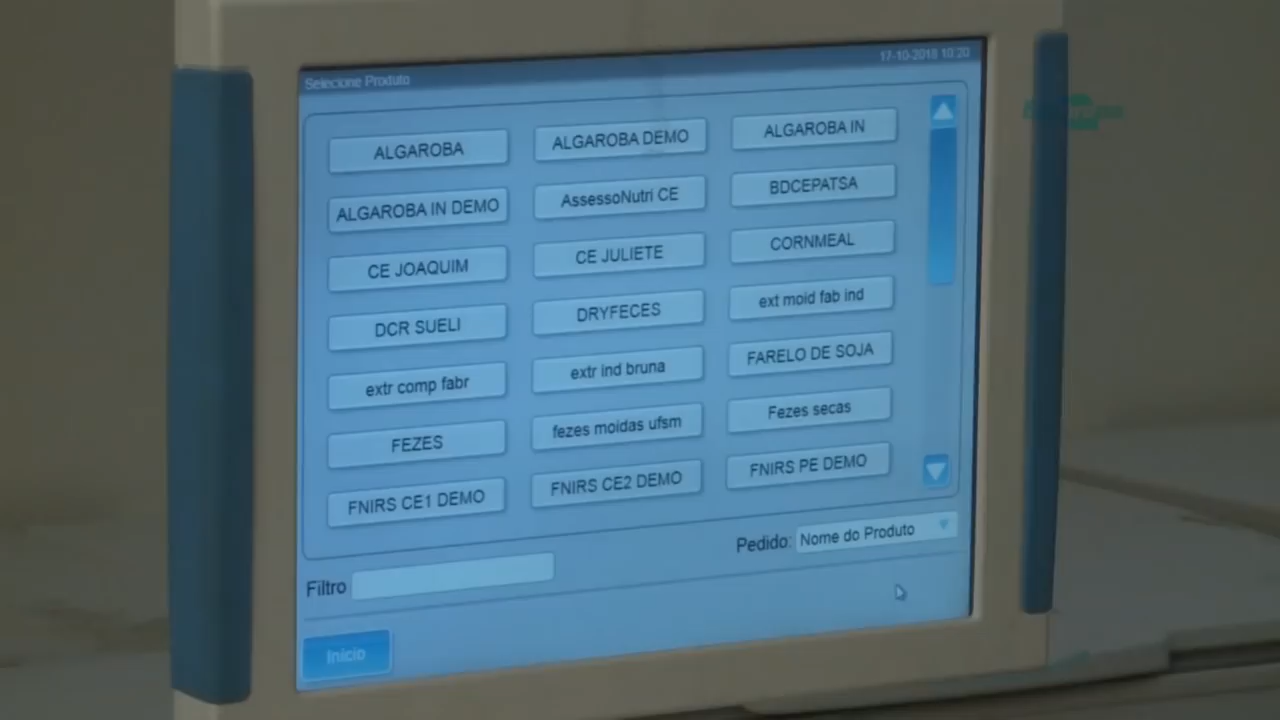 Selecione Produto
17-10-2018 10:20
ALGAROBA
ALGAROBA DEMO
ALGAROBA IN
ALGAROBA IN DEMO
AssessoNutri CE
BDCEPATSA
CE JOAQUIM
CE JULIETE
CORNMEAL
DCR SUELI
DRYFECES
ext moid fab ind
extr comp fabr
extr ind bruna
FARELO DE SOJA
FEZES
fezes moidas ufsm
Fezes secas
FNIRS CE1 DEMO
FNIRS CE2 DEMO
FNIRS PE DEMO
Pedido: Nome do Produto
Filtro
Início